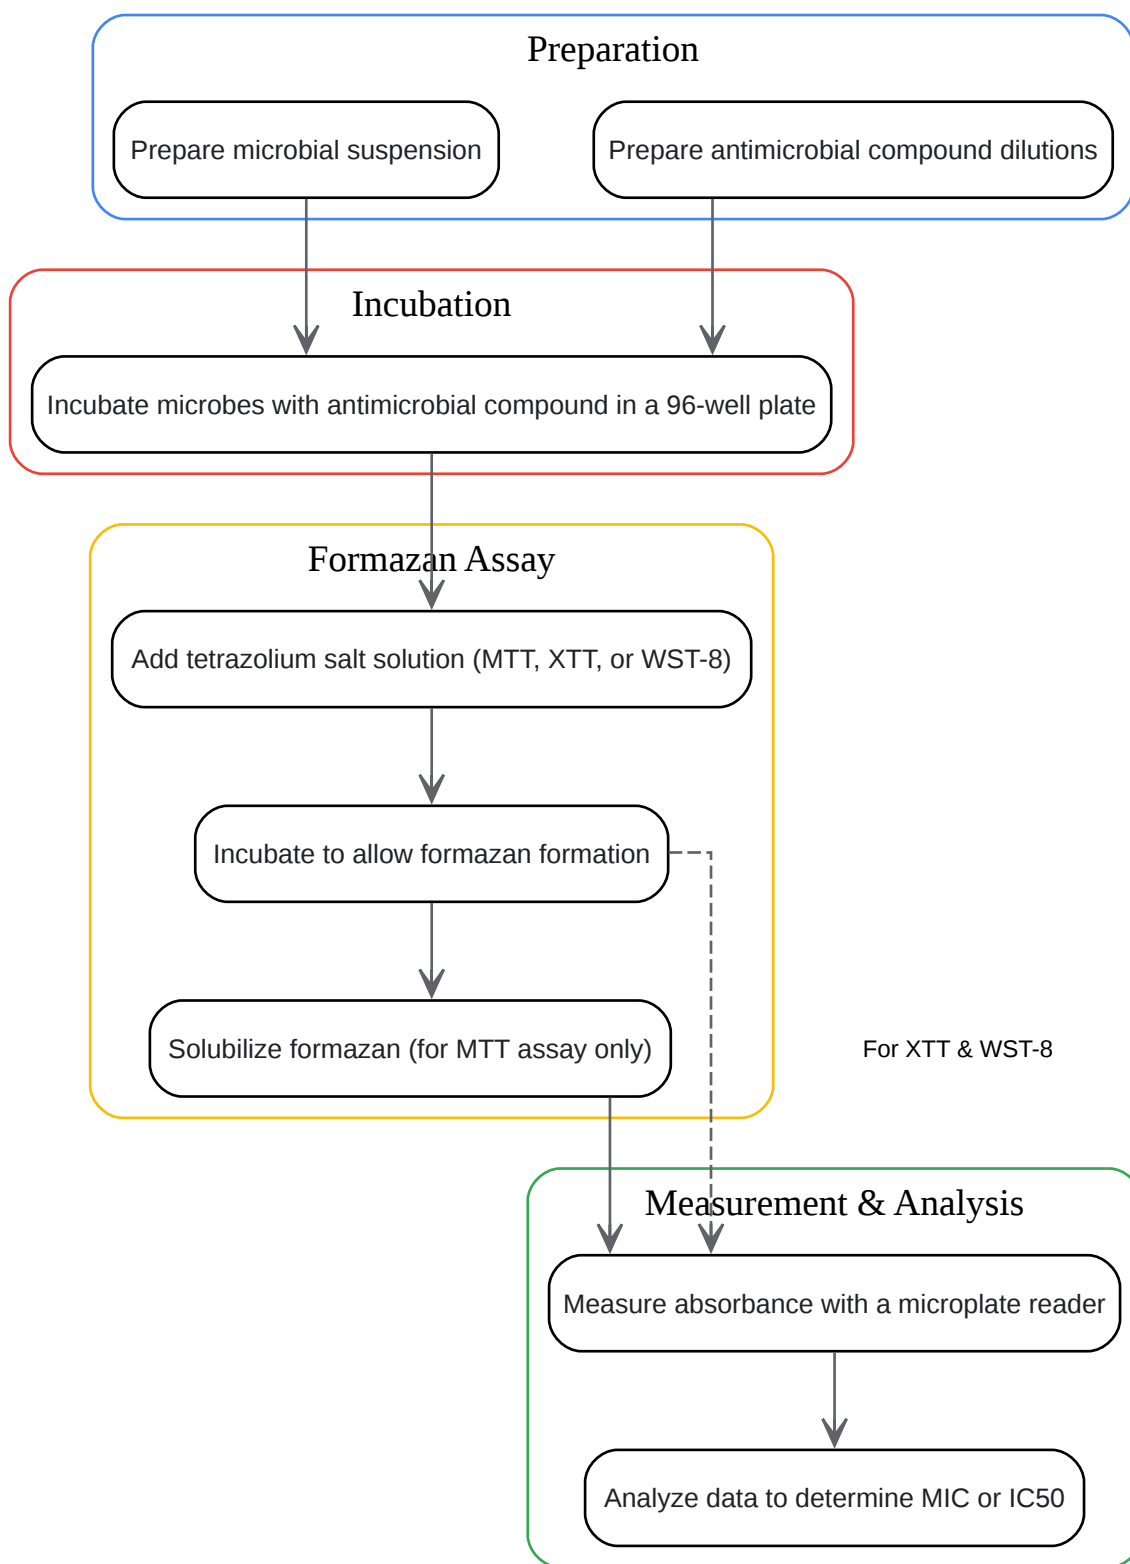 Preparation
Prepare microbial suspension
Prepare antimicrobial compound dilutions
Incubation
Incubate microbes with antimicrobial compound in a 96-well plate
Formazan Assay
Add tetrazolium salt solution (MTT, XTT, or WST-8)
Incubate to allow formazan formation
Solubilize formazan (for MTT assay only)
For XTT & WST-8
Measurement & Analysis
Measure absorbance with a microplate reader
Analyze data to determine MIC or IC50